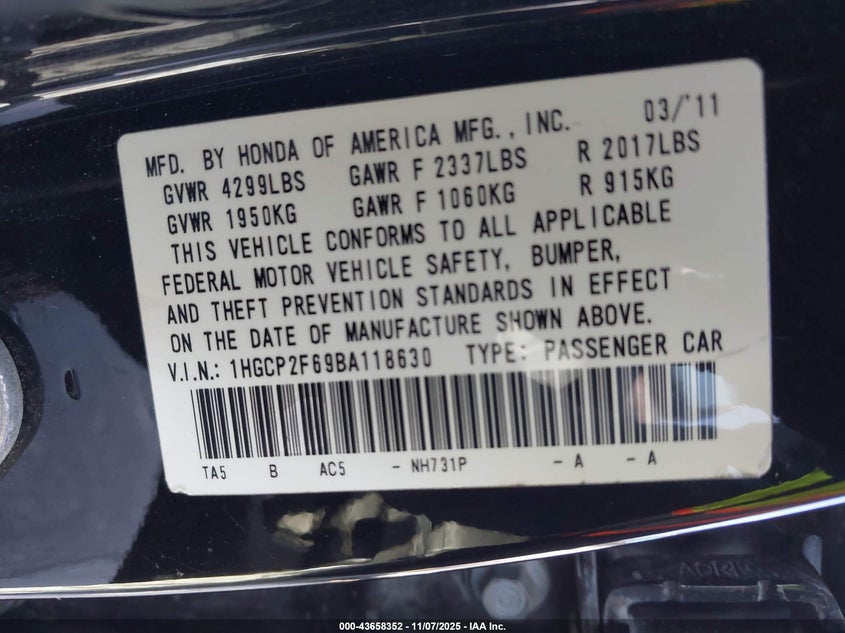 MFD. BY HONDA OF AMERICA MFG., INC. 03/'11
GVWR 4299LBS GAWR F 2337LBS R 2017LBS
GVWR 1950KG GAWR F 1060KG R 915KG
THIS VEHICLE CONFORMS TO ALL APPLICABLE
FEDERAL MOTOR VEHICLE SAFETY, BUMPER,
AND THEFT PREVENTION STANDARDS IN EFFECT
ON THE DATE OF MANUFACTURE SHOWN ABOVE.
V.I.N.: 1HGCP2F69BA118630 TYPE: PASSENGER CAR
TA5 B AC5 - NH731P - A - A
000-43658352 | 11/07/2025 - IAA Inc.